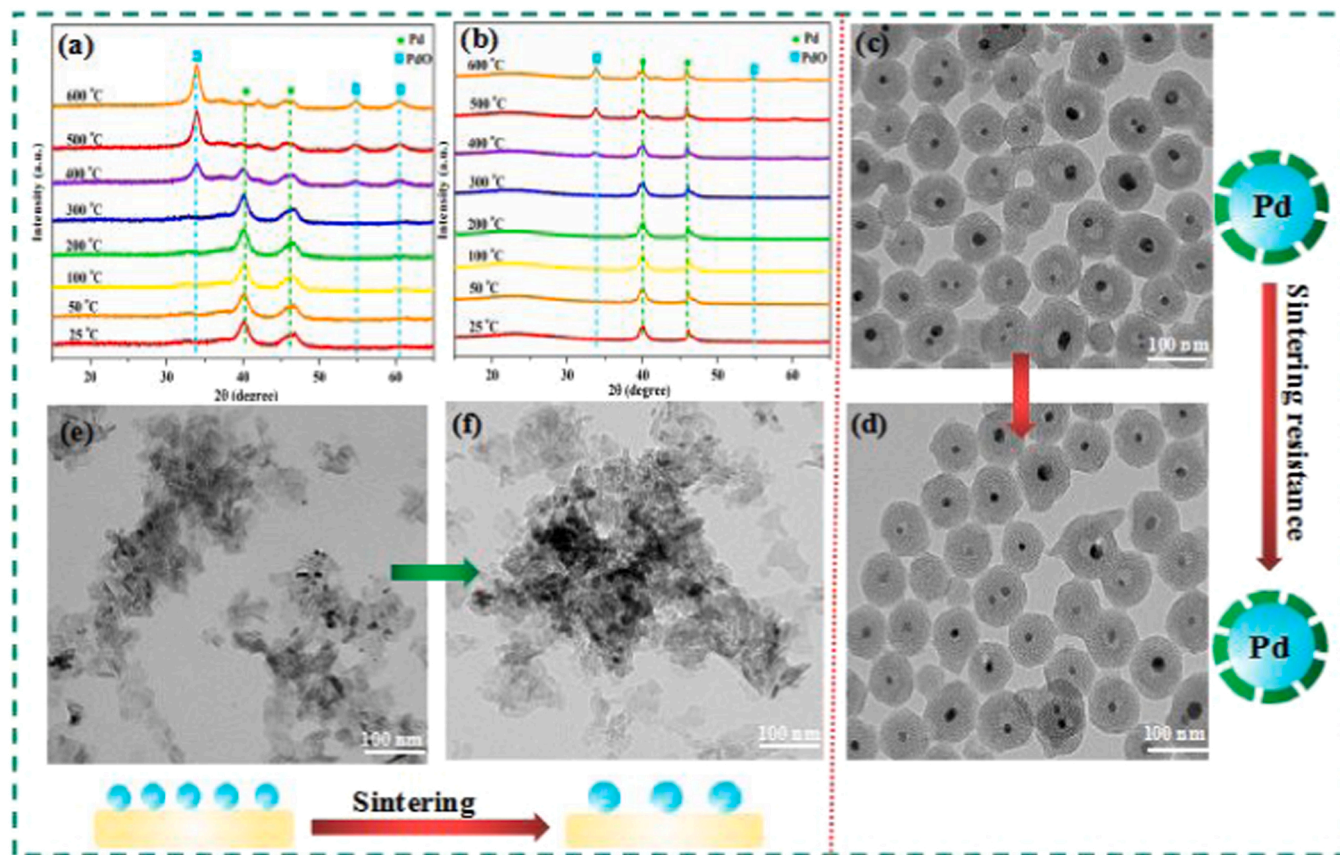 (a)
Pd
PdO
600 °C
500 °C
400 °C
300 °C
200 °C
100 °C
50 °C
25 °C
Intensity (a.u.)
20
30
40
50
60
2θ (degree)
(b)
Pd
PdO
600 °C
500 °C
400 °C
300 °C
200 °C
100 °C
50 °C
25 °C
Intensity (a.u.)
20
30
40
50
60
2θ (degree)
(c)
100 nm
Pd
Sintering resistance
Pd
(d)
100 nm
(e)
100 nm
(f)
100 nm
Sintering